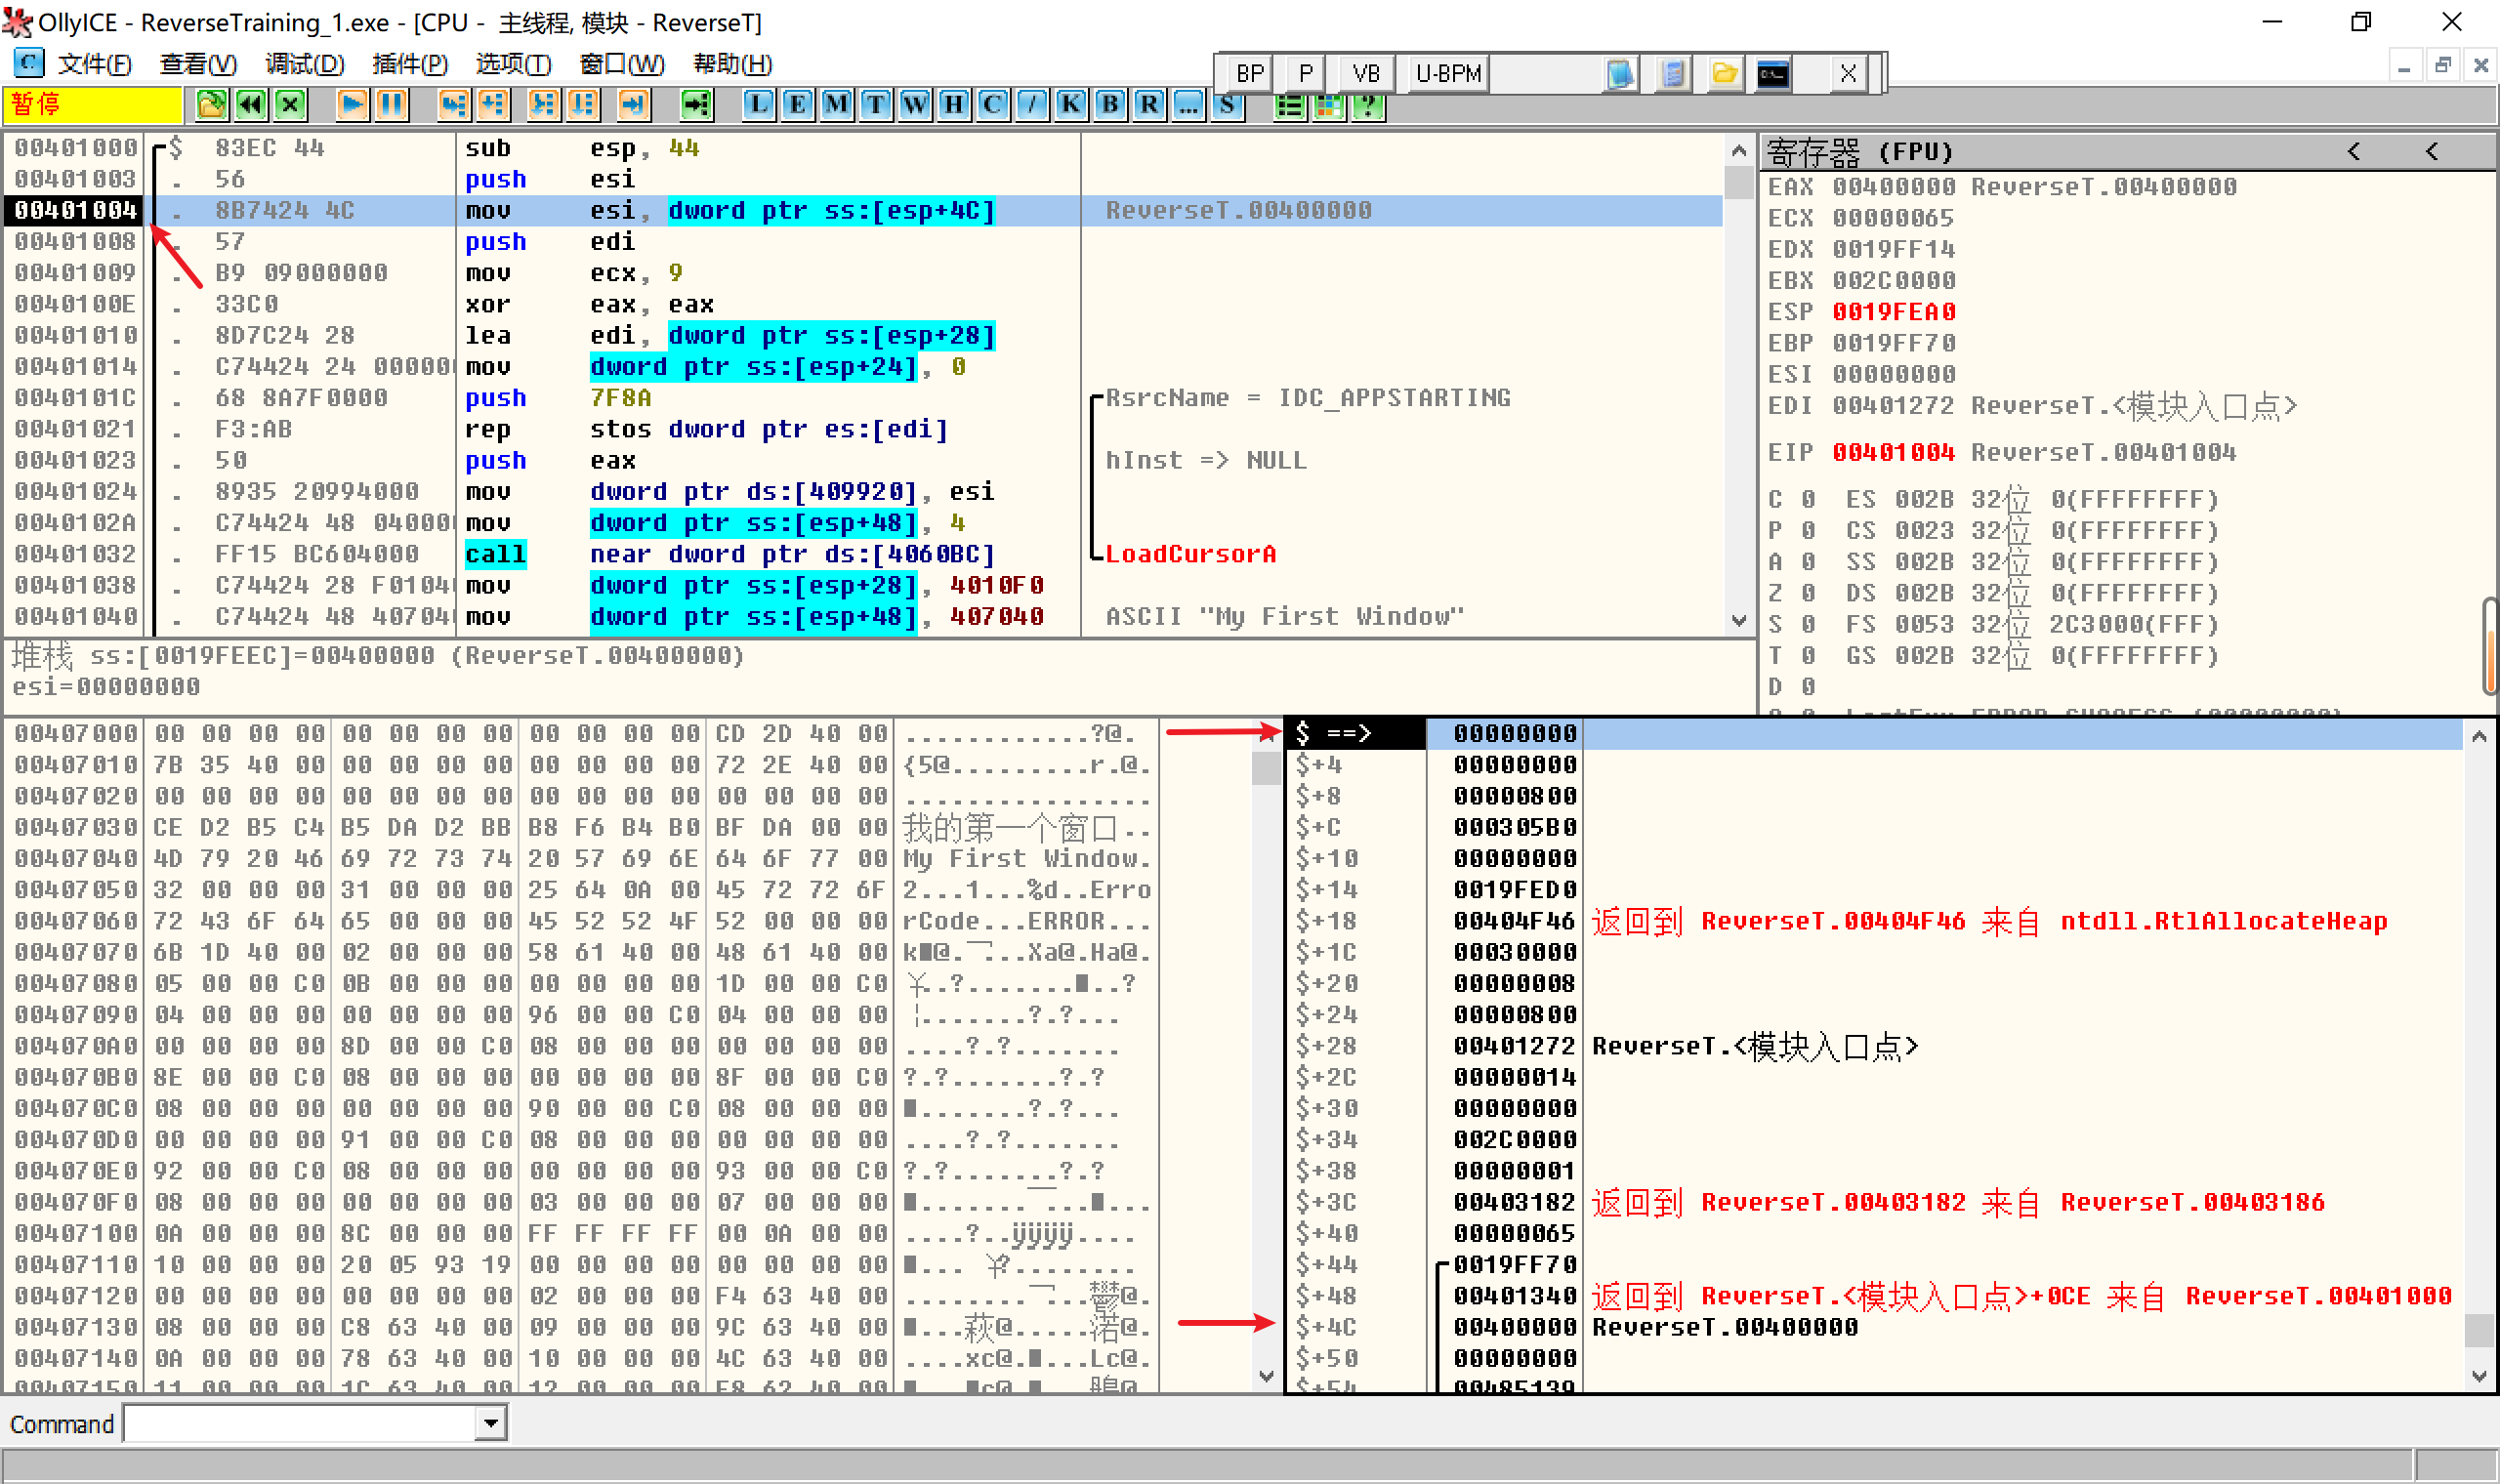 OllyICE - ReverseTraining_1.exe - [CPU - 主线程, 模块 - ReverseT]
C 文件(F) 查看(V) 调试(D) 插件(P) 选项(T) 窗口(W) 帮助(H)
BP P VB U-BPM X
暂停 L E M T W H C / K B R ... S ?
00401000 $ 83EC 44 sub esp, 44
00401003 . 56 push esi
00401004 . 8B7424 4C mov esi, dword ptr ss:[esp+4C] ReverseT.00400000
00401008 . 57 push edi
00401009 . B9 09000000 mov ecx, 9
0040100E . 33C0 xor eax, eax
00401010 . 8D7C24 28 lea edi, dword ptr ss:[esp+28]
00401014 . C74424 24 00000 mov dword ptr ss:[esp+24], 0
0040101C . 68 8A7F0000 push 7F8A RsrcName = IDC_APPSTARTING
00401021 . F3:AB rep stos dword ptr es:[edi]
00401023 . 50 push eax hInst => NULL
00401024 . 8935 20994000 mov dword ptr ds:[409920], esi
0040102A . C74424 48 04000 mov dword ptr ss:[esp+48], 4
00401032 . FF15 BC604000 call near dword ptr ds:[4060BC] LoadCursorA
00401038 . C74424 28 F0104 mov dword ptr ss:[esp+28], 4010F0
00401040 . C74424 48 40704 mov dword ptr ss:[esp+48], 407040 ASCII "My First Window"
堆栈 ss:[0019FEEC]=00400000 (ReverseT.00400000)
esi=00000000
寄存器 (FPU) < <
EAX 00400000 ReverseT.00400000
ECX 00000065
EDX 0019FF14
EBX 002C0000
ESP 0019FEA0
EBP 0019FF70
ESI 00000000
EDI 00401272 ReverseT.<模块入口点>
EIP 00401004 ReverseT.00401004
C 0 ES 002B 32位 0(FFFFFFFF)
P 0 CS 0023 32位 0(FFFFFFFF)
A 0 SS 002B 32位 0(FFFFFFFF)
Z 0 DS 002B 32位 0(FFFFFFFF)
S 0 FS 0053 32位 2C3000(FFF)
T 0 GS 002B 32位 0(FFFFFFFF)
D 0
00407000 00 00 00 00 00 00 00 00 00 00 00 00 CD 2D 40 00 ............?@.
00407010 7B 35 40 00 00 00 00 00 00 00 00 00 72 2E 40 00 {5@.........r.@.
00407020 00 00 00 00 00 00 00 00 00 00 00 00 00 00 00 00 ................
00407030 CE D2 B5 C4 B5 DA D2 BB B8 F6 B4 B0 BF DA 00 00 我的第一个窗口..
00407040 4D 79 20 46 69 72 73 74 20 57 69 6E 64 6F 77 00 My First Window.
00407050 32 00 00 00 31 00 00 00 25 64 0A 00 45 72 72 6F 2...1...%d..Erro
00407060 72 43 6F 64 65 00 00 00 45 52 52 4F 52 00 00 00 rCode...ERROR...
00407070 6B 1D 40 00 02 00 00 00 58 61 40 00 48 61 40 00 k■@.¬...Xa@.Ha@.
00407080 05 00 00 C0 0B 00 00 00 00 00 00 00 1D 00 00 C0
00407090 04 00 00 00 00 00 00 00 96 00 00 C0 04 00 00 00 ¦.......?.?...
004070A0 00 00 00 00 8D 00 00 C0 08 00 00 00 00 00 00 00 ....?.?.......
004070B0 8E 00 00 C0 08 00 00 00 00 00 00 00 8F 00 00 C0 ?.?.......?.?
004070C0 08 00 00 00 00 00 00 00 90 00 00 C0 08 00 00 00 ■.......?.?...
004070D0 00 00 00 00 91 00 00 C0 08 00 00 00 00 00 00 00 ....?.?.......
004070E0 92 00 00 C0 08 00 00 00 00 00 00 00 93 00 00 C0 ?.?.......?.?
004070F0 08 00 00 00 00 00 00 00 03 00 00 00 07 00 00 00
00407100 0A 00 00 00 8C 00 00 00 FF FF FF FF 00 0A 00 00 ....?..ÿÿÿÿ....
00407110 10 00 00 00 20 05 93 19 00 00 00 00 00 00 00 00
00407120 00 00 00 00 00 00 00 00 02 00 00 00 F4 63 40 00
00407130 08 00 00 00 C8 63 40 00 09 00 00 00 9C 63 40 00
00407140 0A 00 00 00 78 63 40 00 10 00 00 00 4C 63 40 00 ....xc@.■...Lc@.
00407150 11 00 00 00 1C 63 40 00 12 00 00 00 F8 62 40 00
$ ==> 00000000
$+4 00000000
$+8 00000800
$+C 000305B0
$+10 00000000
$+14 0019FED0
$+18 00404F46 返回到 ReverseT.00404F46 来自 ntdll.RtlAllocateHeap
$+1C 00030000
$+20 00000008
$+24 00000800
$+28 00401272 ReverseT.<模块入口点>
$+2C 00000014
$+30 00000000
$+34 002C0000
$+38 00000001
$+3C 00403182 返回到 ReverseT.00403182 来自 ReverseT.00403186
$+40 00000065
$+44 0019FF70
$+48 00401340 返回到 ReverseT.<模块入口点>+0CE 来自 ReverseT.00401000
$+4C 00400000 ReverseT.00400000
$+50 00000000
$+54 00485139
Command